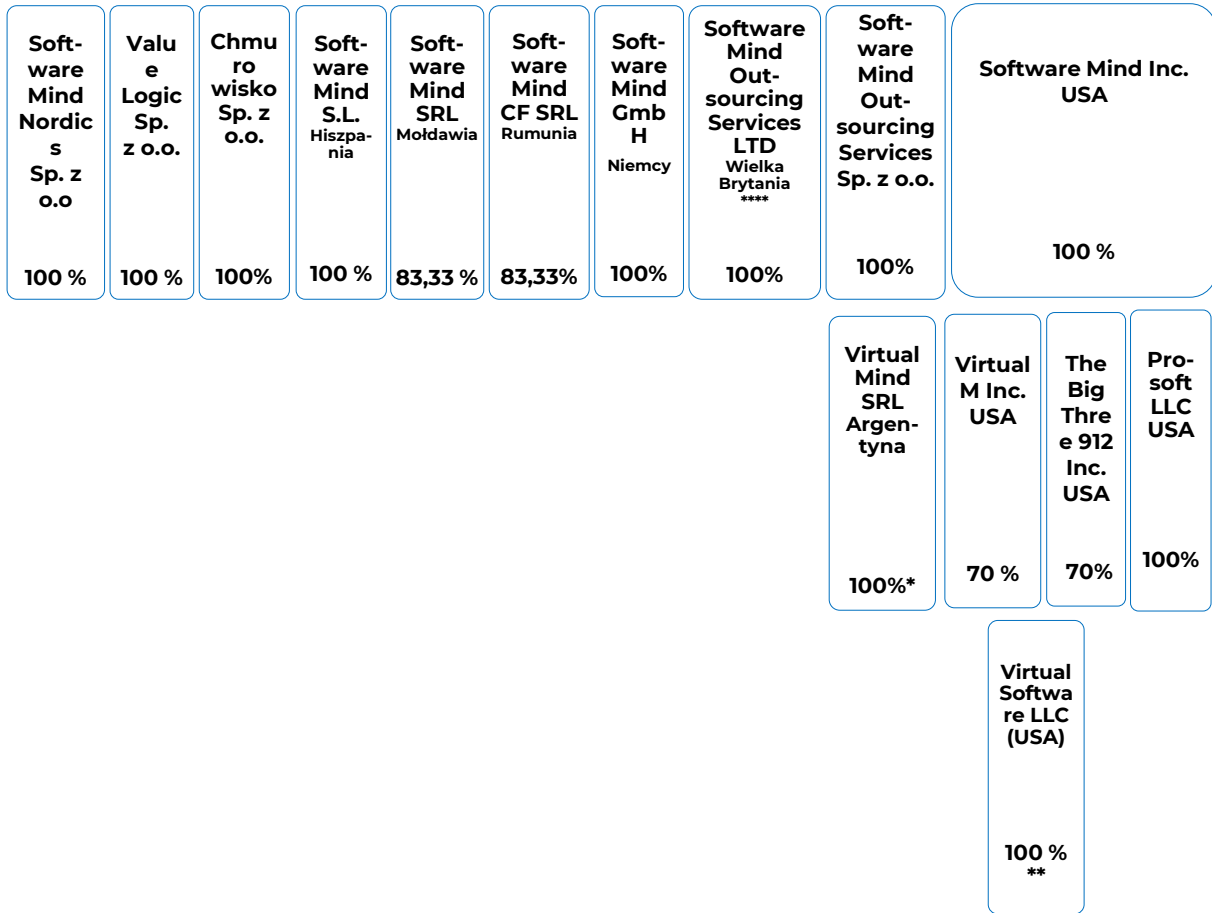 Soft-
ware
Mind
Nordic
s
Sp. z
o.o
100 %
Valu
e
Logic
Sp.
z o.o.
100 %
Chmu
ro
wisko
Sp. z
o.o.
100%
Soft-
ware
Mind
S.L.
Hiszpa-
nia
100 %
Soft-
ware
Mind
SRL
Mołdawia
83,33 %
Soft-
ware
Mind
CF SRL
Rumunia
83,33%
Soft-
ware
Mind
Gmb
H
Niemcy
100%
Software
Mind
Out-
sourcing
Services
LTD
Wielka
Brytania
****
100%
Soft-
ware
Mind
Out-
sourcing
Services
Sp. z o.o.
100%
Software Mind Inc.
USA
100 %
Virtual
Mind
SRL
Argen-
tyna
100%*
Virtual
M Inc.
USA
70 %
The
Big
Thre
e 912
Inc.
USA
70%
Pro-
soft
LLC
USA
100%
Virtual
Softwa
re LLC
(USA)
100 %
**